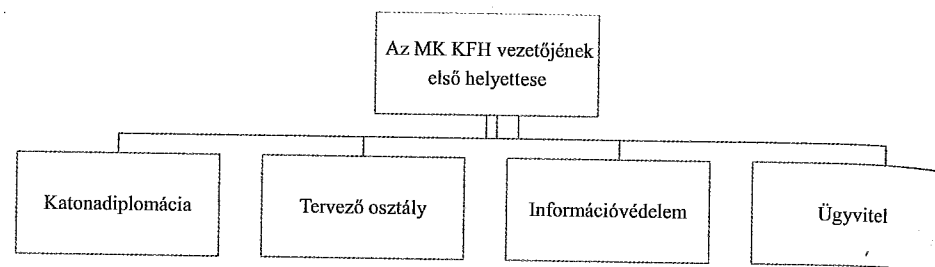 Az MK KFH vezetőjének
első helyettese
Katonadiplomácia
Tervező osztály
Információvédelem
Ügyvitel